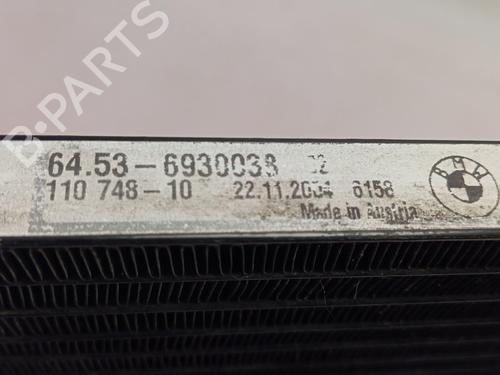 64.53-6930038 02
110 748-10 22.11.2004 6158
Made in Austria
BMW
B-PARTS